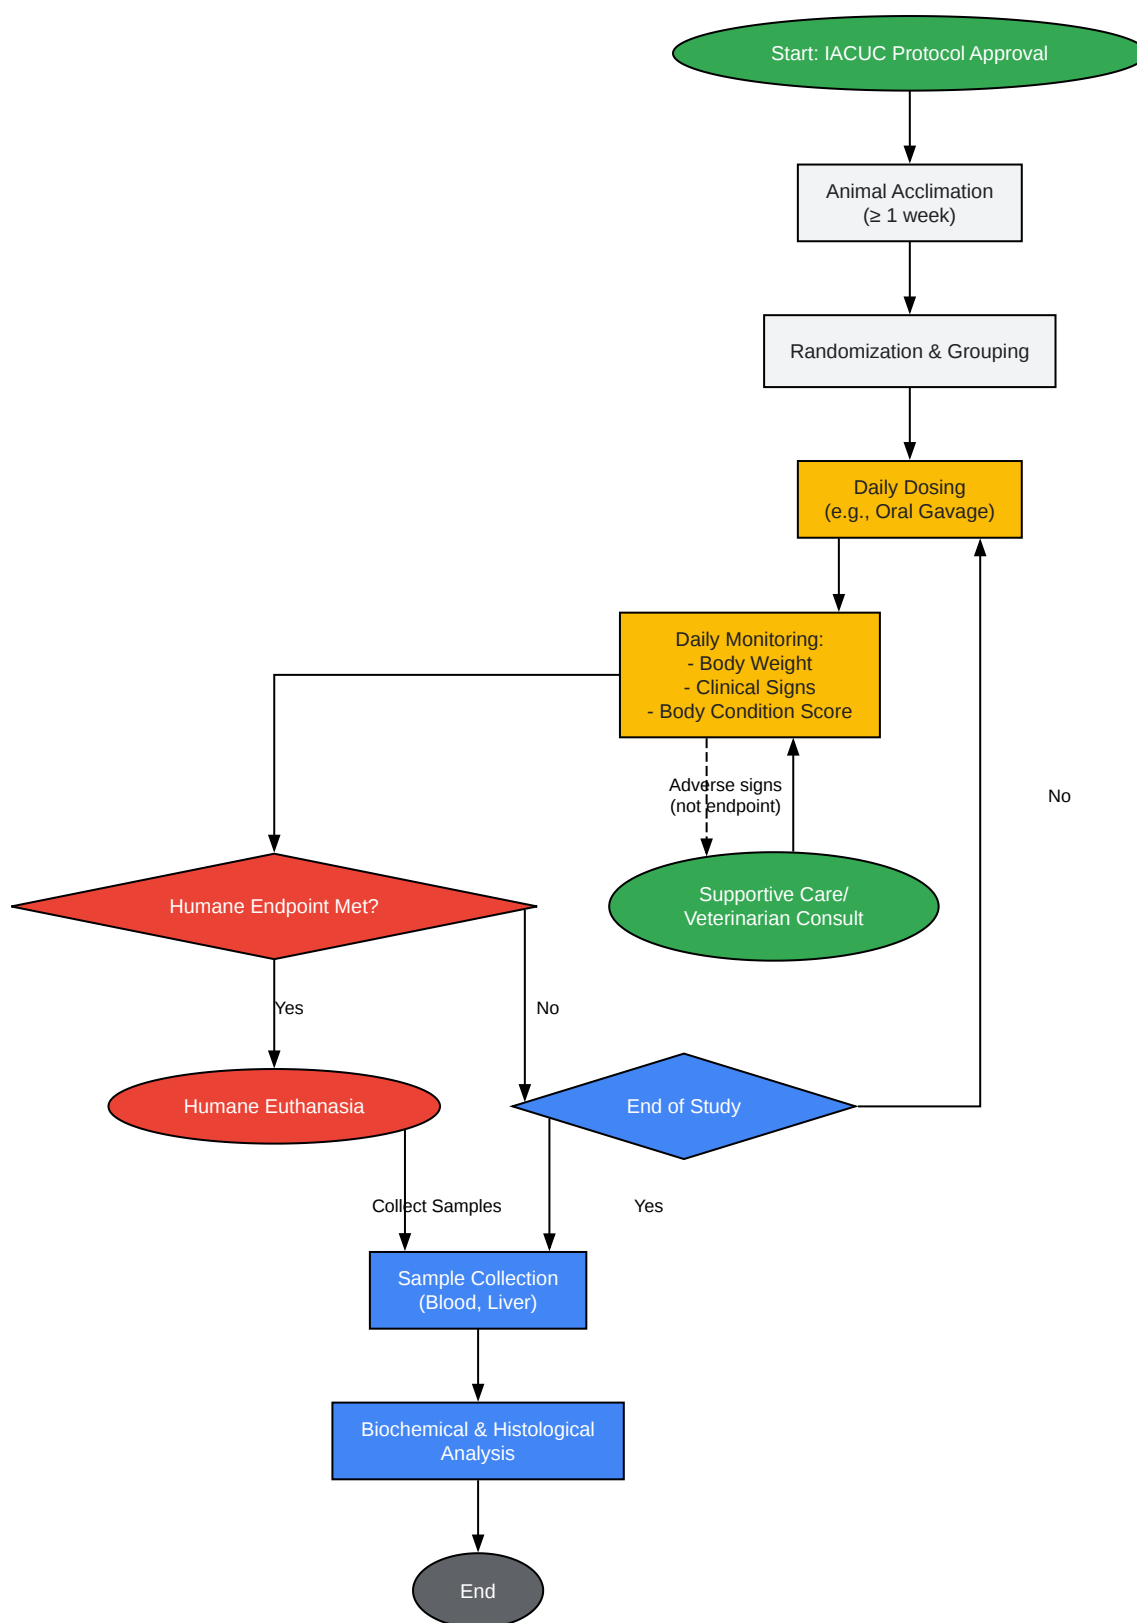 Start: IACUC Protocol Approval
Animal Acclimation
(≥ 1 week)
Randomization & Grouping
Daily Dosing
(e.g., Oral Gavage)
Daily Monitoring:
- Body Weight
- Clinical Signs
- Body Condition Score
Adverse signs
(not endpoint)
No
Supportive Care/
Veterinarian Consult
Humane Endpoint Met?
Yes
No
Humane Euthanasia
End of Study
Collect Samples
Yes
Sample Collection
(Blood, Liver)
Biochemical & Histological
Analysis
End